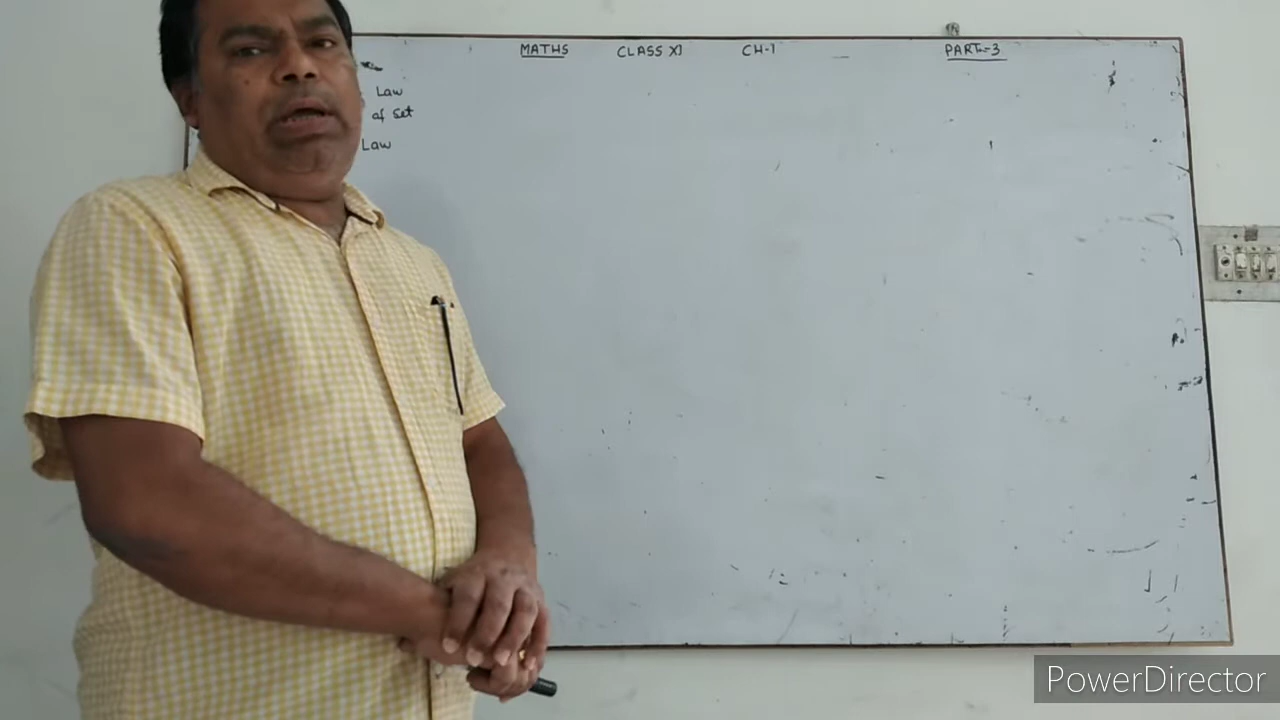 MATHS CLASS XI CH-1 PART-3
Law
of Set
Law
PowerDirector